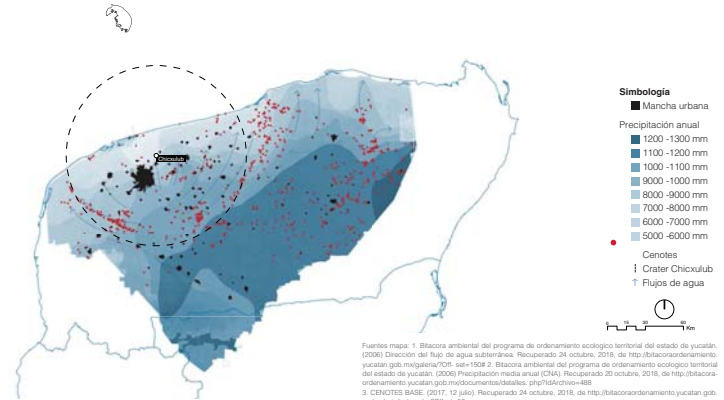 Chicxulub
Simbología
Mancha urbana
Precipitación anual
1200 -1300 mm
1100 -1200 mm
1000 -1100 mm
9000 -1000 mm
8000 -9000 mm
7000 -8000 mm
6000 -7000 mm
5000 -6000 mm
Cenotes
Crater Chicxulub
Flujos de agua
0 15 30 60
Km
Fuentes mapa: 1. Bitacora ambiental del programa de ordenamiento ecologico territorial del estado de yucatán.
(2006) Dirección del flujo de agua subterránea. Recuperado 24 octubre, 2018, de http://bitacoraordenamiento.
yucatan.gob.mx/galeria/?Off- set=150# 2. Bitacora ambiental del programa de ordenamiento ecologico territorial
del estado de yucatán. (2006) Precipitación media anual (CNA). Recuperado 20 octubre, 2018, de http://bitacora-
ordenamiento.yucatan.gob.mx/documentos/detalles. php?IdArchivo=488
3. CENOTES BASE. (2017, 12 julio). Recuperado 24 octubre, 2018, de http://bitacoraordenamiento.yucatan.gob.